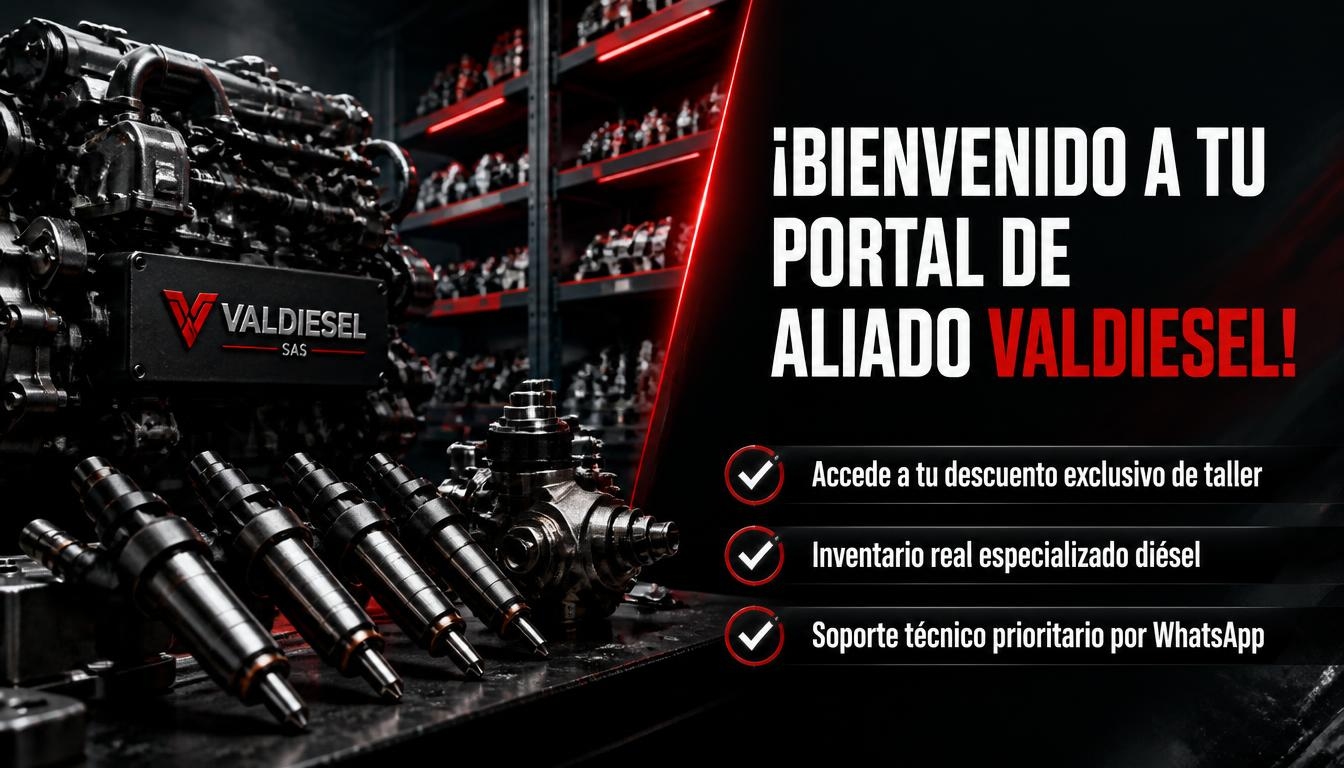 VALDIESEL
SAS
¡BIENVENIDO A TU
PORTAL DE
ALIADO VALDIESEL!
Accede a tu descuento exclusivo de taller
Inventario real especializado diésel
Soporte técnico prioritario por WhatsApp